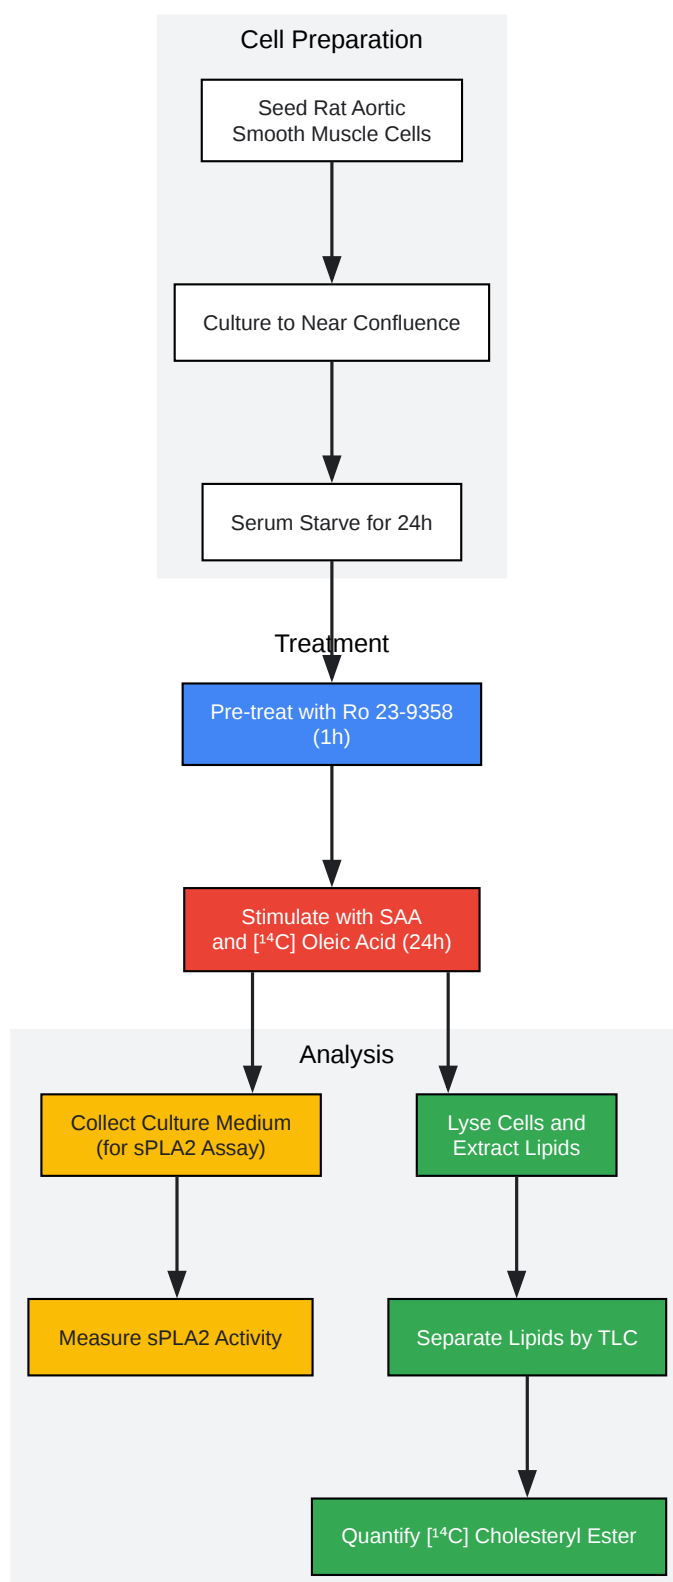 Cell Preparation
Seed Rat Aortic
Smooth Muscle Cells
Culture to Near Confluence
Serum Starve for 24h
Treatment
Pre-treat with Ro 23-9358
(1h)
Stimulate with SAA
and [¹⁴C] Oleic Acid (24h)
Analysis
Collect Culture Medium
(for sPLA2 Assay)
Lyse Cells and
Extract Lipids
Measure sPLA2 Activity
Separate Lipids by TLC
Quantify [¹⁴C] Cholesteryl Ester